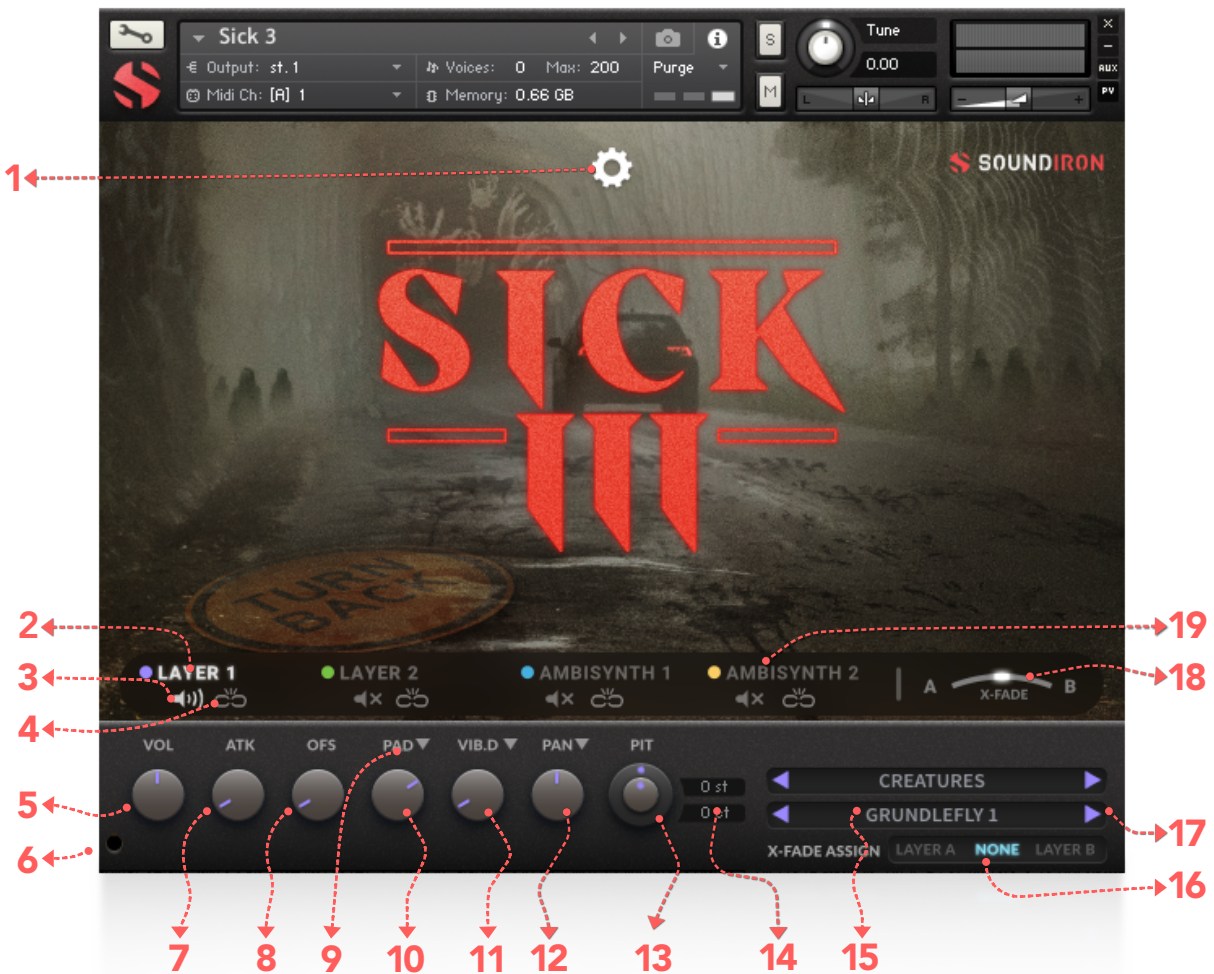 Sick 3
Output: st.1
Voices: 0 Max: 200
Purge
Midi Ch: [A] 1
Memory: 0.66 GB
S
M
Tune
0.00
L
R
-
+
×
-
AUX
PV
1
SOUNDIRON
SICK
III
TURN
BACK
2
19
3
18
4
LAYER 1
LAYER 2
AMBISYNTH 1
AMBISYNTH 2
A
X-FADE
B
VOL
ATK
OFS
PAD
VIB.D
PAN
PIT
0 st
0 st
CREATURES
GRUNDLEFLY 1
X-FADE ASSIGN
LAYER A
NONE
LAYER B
5
6
17
16
7
8
9
10
11
12
13
14
15